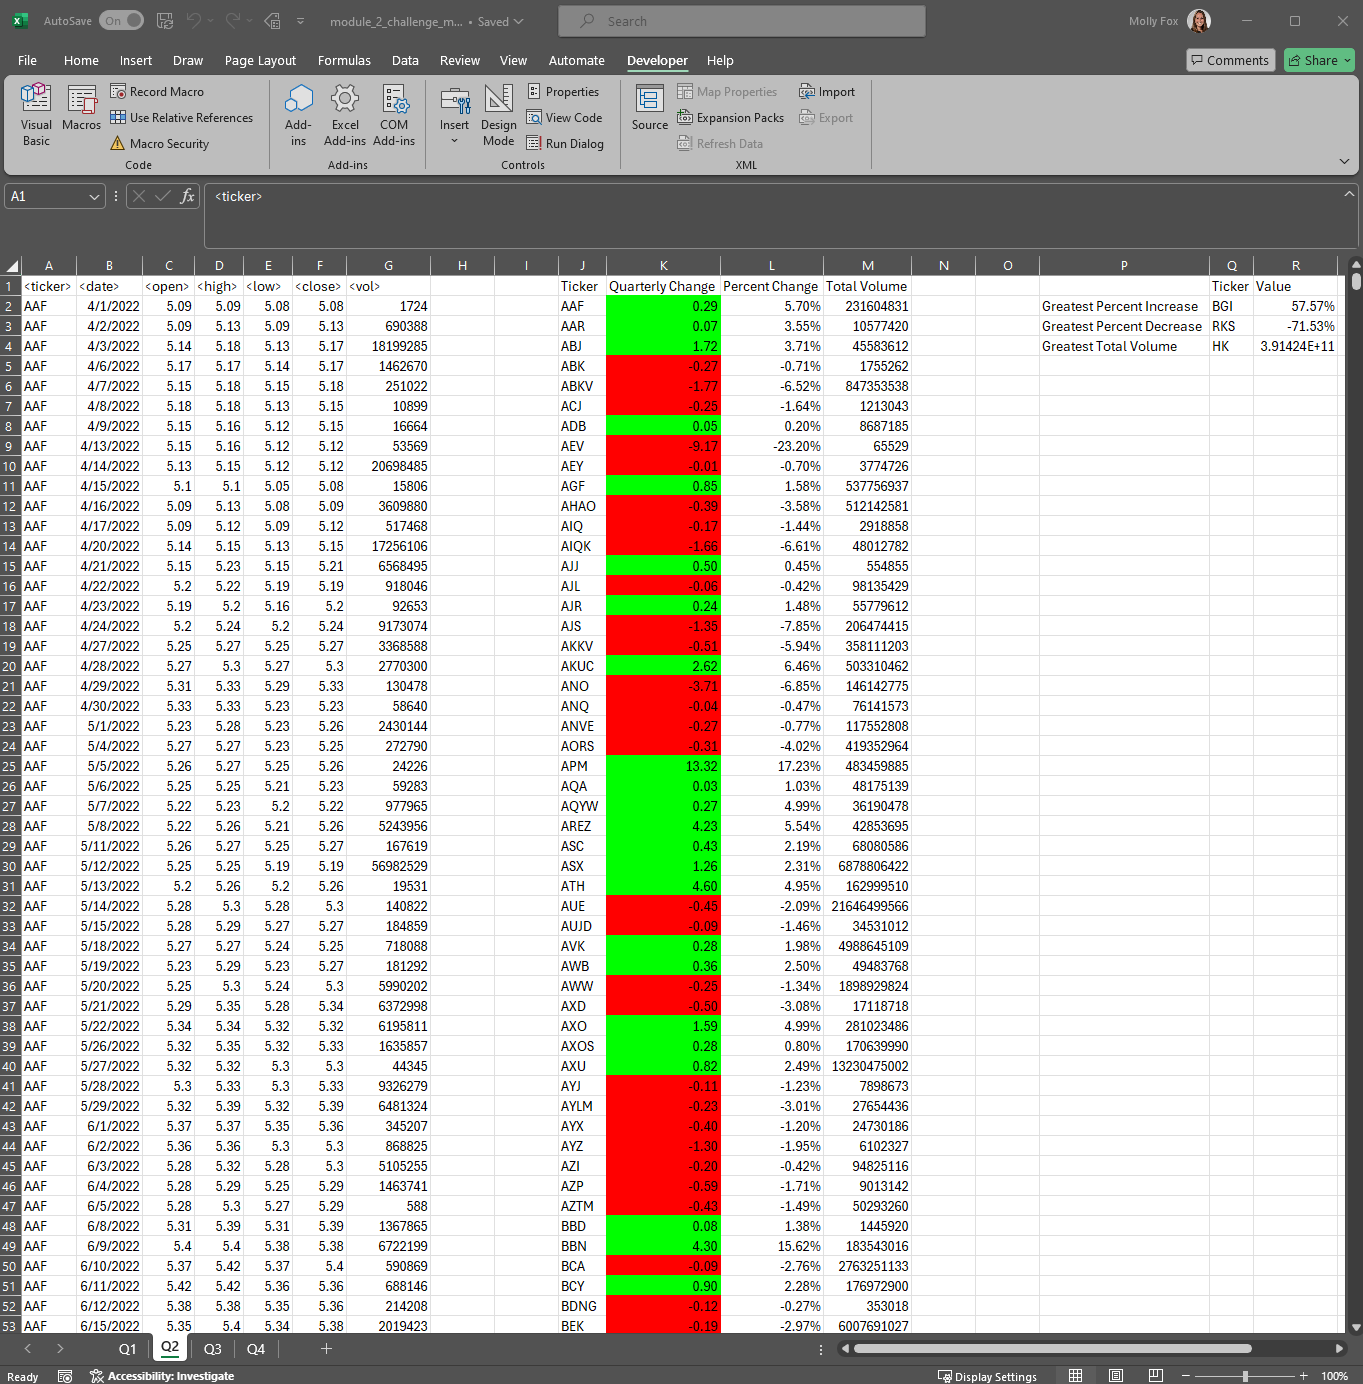 AutoSave On module_2_challenge_m... • Saved Search Molly Fox
File Home Insert Draw Page Layout Formulas Data Review View Automate Developer Help Comments Share
Visual Basic Macros Record Macro Use Relative References Macro Security Code
Add-ins Excel Add-ins COM Add-ins Add-ins
Insert Design Mode Properties View Code Run Dialog Controls
Source Map Properties Expansion Packs Refresh Data Import Export XML
A1 fx <ticker>
A B C D E F G H I J K L M N O P Q R
1 <ticker> <date> <open> <high> <low> <close> <vol> Ticker Quarterly Change Percent Change Total Volume Ticker Value
2 AAF 4/1/2022 5.09 5.09 5.08 5.08 1724 AAF 0.29 5.70% 231604831 Greatest Percent Increase BGI 57.57%
3 AAF 4/2/2022 5.09 5.13 5.09 5.13 690388 AAR 0.07 3.55% 10577420 Greatest Percent Decrease RKS -71.53%
4 AAF 4/3/2022 5.14 5.18 5.13 5.17 18199285 ABJ 1.72 3.71% 45583612 Greatest Total Volume HK 3.91424E+11
5 AAF 4/6/2022 5.17 5.17 5.14 5.17 1462670 ABK -0.27 -0.71% 1755262
6 AAF 4/7/2022 5.15 5.18 5.15 5.18 251022 ABKV -1.77 -6.52% 847353538
7 AAF 4/8/2022 5.18 5.18 5.13 5.15 10899 ACJ -0.25 -1.64% 1213043
8 AAF 4/9/2022 5.15 5.16 5.12 5.15 16664 ADB 0.05 0.20% 8687185
9 AAF 4/13/2022 5.15 5.16 5.12 5.12 53569 AEV -9.17 -23.20% 65529
10 AAF 4/14/2022 5.13 5.15 5.12 5.12 20698485 AEY -0.01 -0.70% 3774726
11 AAF 4/15/2022 5.1 5.1 5.05 5.08 15806 AGF 0.85 1.58% 537756937
12 AAF 4/16/2022 5.09 5.13 5.08 5.09 3609880 AHAO -0.39 -3.58% 512142581
13 AAF 4/17/2022 5.09 5.12 5.09 5.12 517468 AIQ -0.17 -1.44% 2918858
14 AAF 4/20/2022 5.14 5.15 5.13 5.15 17256106 AIQK -1.66 -6.61% 48012782
15 AAF 4/21/2022 5.15 5.23 5.15 5.21 6568495 AJJ 0.50 0.45% 554855
16 AAF 4/22/2022 5.2 5.22 5.19 5.19 918046 AJL -0.06 -0.42% 98135429
17 AAF 4/23/2022 5.19 5.2 5.16 5.2 92653 AJR 0.24 1.48% 55779612
18 AAF 4/24/2022 5.2 5.24 5.2 5.24 9173074 AJS -1.35 -7.85% 206474415
19 AAF 4/27/2022 5.25 5.27 5.25 5.27 3368588 AKKV -0.51 -5.94% 358111203
20 AAF 4/28/2022 5.27 5.3 5.27 5.3 2770300 AKUC 2.62 6.46% 503310462
21 AAF 4/29/2022 5.31 5.33 5.29 5.33 130478 ANO -3.71 -6.85% 146142775
22 AAF 4/30/2022 5.33 5.33 5.23 5.23 58640 ANQ -0.04 -0.47% 76141573
23 AAF 5/1/2022 5.23 5.28 5.23 5.26 2430144 ANVE -0.27 -0.77% 117552808
24 AAF 5/4/2022 5.27 5.27 5.23 5.25 272790 AORS -0.31 -4.02% 419352964
25 AAF 5/5/2022 5.26 5.27 5.25 5.26 24226 APM 13.32 17.23% 483459885
26 AAF 5/6/2022 5.25 5.25 5.21 5.23 59283 AQA 0.03 1.03% 48175139
27 AAF 5/7/2022 5.22 5.23 5.2 5.22 977965 AQYW 0.27 4.99% 36190478
28 AAF 5/8/2022 5.22 5.26 5.21 5.26 5243956 AREZ 4.23 5.54% 42853695
29 AAF 5/11/2022 5.26 5.27 5.25 5.27 167619 ASC 0.43 2.19% 68080586
30 AAF 5/12/2022 5.25 5.25 5.19 5.19 56982529 ASX 1.26 2.31% 6878806422
31 AAF 5/13/2022 5.2 5.26 5.2 5.26 19531 ATH 4.60 4.95% 162999510
32 AAF 5/14/2022 5.28 5.3 5.28 5.3 140822 AUE -0.45 -2.09% 21646499566
33 AAF 5/15/2022 5.28 5.29 5.27 5.27 184859 AUJD -0.09 -1.46% 34531012
34 AAF 5/18/2022 5.27 5.27 5.24 5.25 718088 AVK 0.28 1.98% 4988645109
35 AAF 5/19/2022 5.23 5.29 5.23 5.27 181292 AWB 0.36 2.50% 49483768
36 AAF 5/20/2022 5.25 5.3 5.24 5.3 5990202 AWW -0.25 -1.34% 1898929824
37 AAF 5/21/2022 5.29 5.35 5.28 5.34 6372998 AXD -0.50 -3.08% 17118718
38 AAF 5/22/2022 5.34 5.34 5.32 5.32 6195811 AXO 1.59 4.99% 281023486
39 AAF 5/26/2022 5.32 5.35 5.32 5.33 1635857 AXOS 0.28 0.80% 170639990
40 AAF 5/27/2022 5.32 5.32 5.3 5.3 44345 AXU 0.82 2.49% 13230475002
41 AAF 5/28/2022 5.3 5.33 5.3 5.33 9326279 AYJ -0.11 -1.23% 7898673
42 AAF 5/29/2022 5.32 5.39 5.32 5.39 6481324 AYLM -0.23 -3.01% 27654436
43 AAF 6/1/2022 5.37 5.37 5.35 5.36 345207 AYX -0.40 -1.20% 24730186
44 AAF 6/2/2022 5.36 5.36 5.3 5.3 868825 AYZ -1.30 -1.95% 6102327
45 AAF 6/3/2022 5.28 5.32 5.28 5.3 5105255 AZI -0.20 -0.42% 94825116
46 AAF 6/4/2022 5.28 5.29 5.25 5.29 1463741 AZP -0.59 -1.71% 9013142
47 AAF 6/5/2022 5.28 5.3 5.27 5.29 588 AZTM -0.43 -1.49% 50293260
48 AAF 6/8/2022 5.31 5.39 5.31 5.39 1367865 BBD 0.08 1.38% 1445920
49 AAF 6/9/2022 5.4 5.4 5.38 5.38 6722199 BBN 4.30 15.62% 183543016
50 AAF 6/10/2022 5.37 5.42 5.37 5.4 590869 BCA -0.09 -2.76% 2763251133
51 AAF 6/11/2022 5.42 5.42 5.36 5.36 688146 BCY 0.90 2.28% 176972900
52 AAF 6/12/2022 5.38 5.38 5.35 5.36 214208 BDNG -0.12 -0.27% 353018
53 AAF 6/15/2022 5.35 5.4 5.34 5.38 2019423 BEK -0.19 -2.97% 6007691027
Q1 Q2 Q3 Q4
Ready Accessibility: Investigate Display Settings 100%